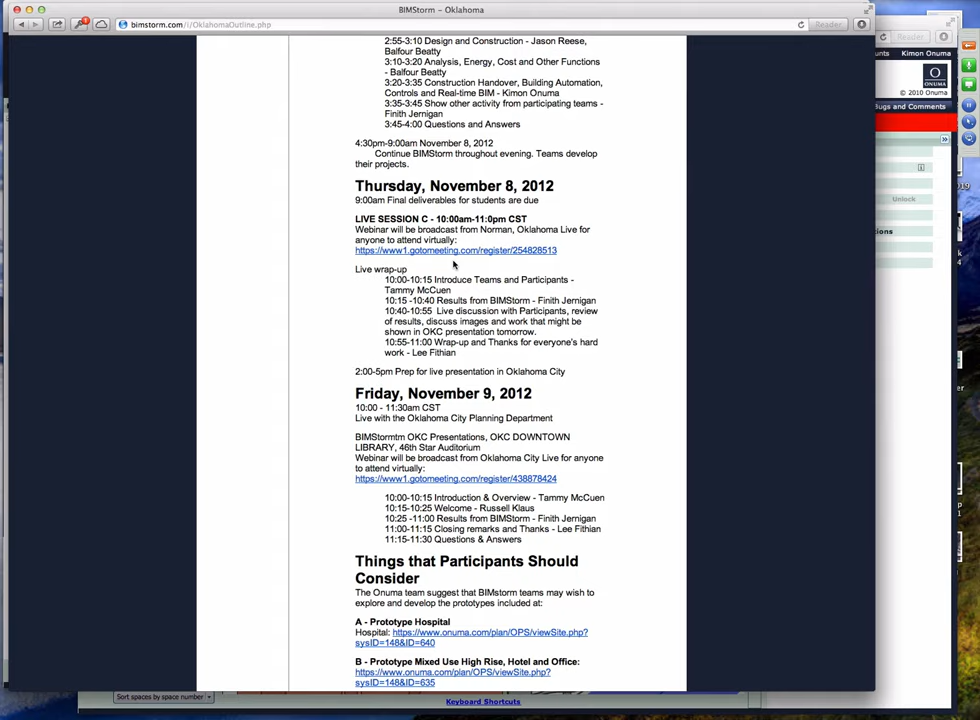 BIMStorm – Oklahoma
bimstorm.com/i/OklahomaOutline.php
Reader
2:55-3:10 Design and Construction - Jason Reese,
Balfour Beatty
3:10-3:20 Analysis, Energy, Cost and Other Functions
- Balfour Beatty
3:20-3:35 Construction Handover, Building Automation,
Controls and Real-time BIM - Kimon Onuma
3:35-3:45 Show other activity from participating teams -
Finith Jernigan
3:45-4:00 Questions and Answers
4:30pm-9:00am November 8, 2012
Continue BIMStorm throughout evening. Teams develop
their projects.
Thursday, November 8, 2012
9:00am Final deliverables for students are due
LIVE SESSION C - 10:00am-11:0pm CST
Webinar will be broadcast from Norman, Oklahoma Live for
anyone to attend virtually:
https://www1.gotomeeting.com/register/254828513
Live wrap-up
10:00-10:15 Introduce Teams and Participants -
Tammy McCuen
10:15 -10:40 Results from BIMStorm - Finith Jernigan
10:40-10:55 Live discussion with Participants, review
of results, discuss images and work that might be
shown in OKC presentation tomorrow.
10:55-11:00 Wrap-up and Thanks for everyone's hard
work - Lee Fithian
2:00-5pm Prep for live presentation in Oklahoma City
Friday, November 9, 2012
10:00 - 11:30am CST
Live with the Oklahoma City Planning Department
BIMStormtm OKC Presentations, OKC DOWNTOWN
LIBRARY, 46th Star Auditorium
Webinar will be broadcast from Oklahoma City Live for anyone
to attend virtually:
https://www1.gotomeeting.com/register/438878424
10:00-10:15 Introduction & Overview - Tammy McCuen
10:15-10:25 Welcome - Russell Klaus
10:25 -11:00 Results from BIMStorm - Finith Jernigan
11:00-11:15 Closing remarks and Thanks - Lee Fithian
11:15-11:30 Questions & Answers
Things that Participants Should
Consider
The Onuma team suggest that BIMstorm teams may wish to
explore and develop the prototypes included at:
A - Prototype Hospital
Hospital: https://www.onuma.com/plan/OPS/viewSite.php?
sysID=148&ID=640
B - Prototype Mixed Use High Rise, Hotel and Office:
https://www.onuma.com/plan/OPS/viewSite.php?
sysID=148&ID=635
Reader
unts Kimon Onuma
ONUMA
© 2010 Onuma
Bugs and Comments
Unlock
tions
Sort spaces by space number
Keyboard Shortcuts